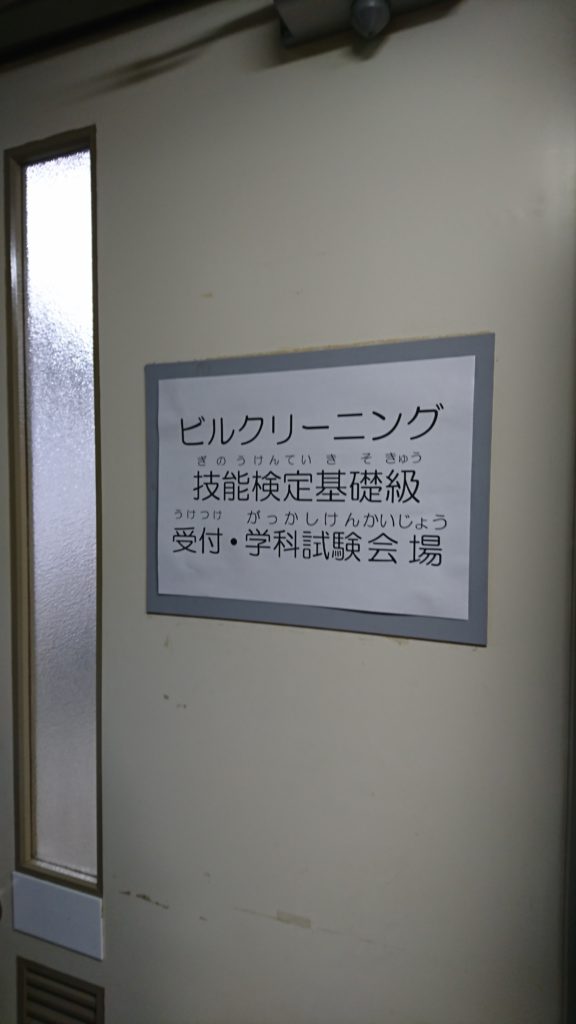 ビルクリーニング
ぎのうけんていきそきゅう
技能検定基礎級
うけつけ がっかしけんかいじょう
受付・学科試験会場